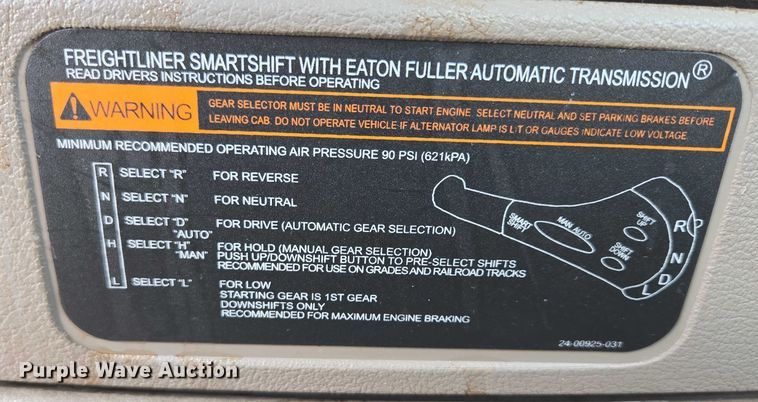 FREIGHTLINER SMARTSHIFT WITH EATON FULLER AUTOMATIC TRANSMISSION®
READ DRIVERS INSTRUCTIONS BEFORE OPERATING
WARNING
GEAR SELECTOR MUST BE IN NEUTRAL TO START ENGINE. SELECT NEUTRAL AND SET PARKING BRAKES BEFORE
LEAVING CAB. DO NOT OPERATE VEHICLE IF ALTERNATOR LAMP IS LIT OR GAUGES INDICATE LOW VOLTAGE.
MINIMUM RECOMMENDED OPERATING AIR PRESSURE 90 PSI (621kPA)
R SELECT "R" FOR REVERSE
N SELECT "N" FOR NEUTRAL
D SELECT "D" FOR DRIVE (AUTOMATIC GEAR SELECTION)
"AUTO"
H SELECT "H" FOR HOLD (MANUAL GEAR SELECTION)
"MAN" PUSH UP/DOWNSHIFT BUTTON TO PRE-SELECT SHIFTS
RECOMMENDED FOR USE ON GRADES AND RAILROAD TRACKS
L SELECT "L" FOR LOW
STARTING GEAR IS 1ST GEAR
DOWNSHIFTS ONLY
RECOMMENDED FOR MAXIMUM ENGINE BRAKING
SMART
SHIFT
MAN AUTO
SHIFT
UP
SHIFT
DOWN
R
N
D
L
24-00925-031
Purple Wave Auction